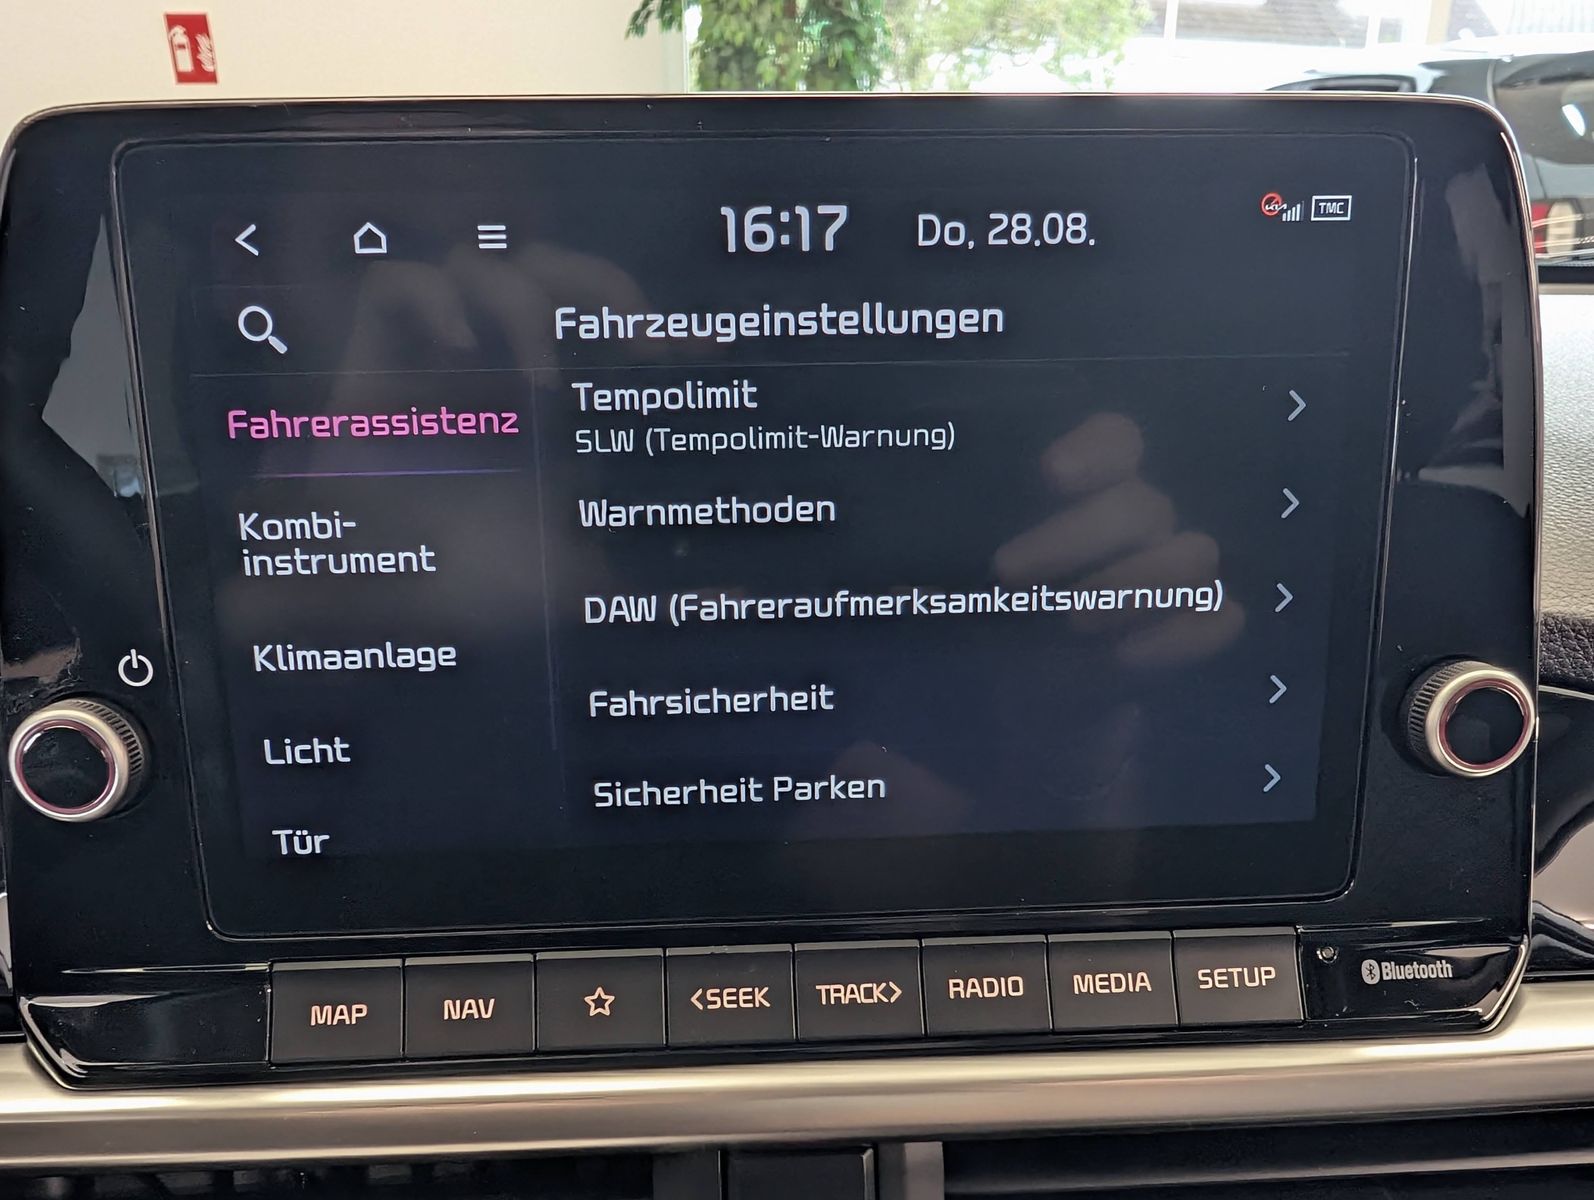 16:17 Do, 28.08. TMC
Fahrzeugeinstellungen
Fahrerassistenz
Kombi-
instrument
Klimaanlage
Licht
Tür
Tempolimit
SLW (Tempolimit-Warnung)
Warnmethoden
DAW (Fahreraufmerksamkeitswarnung)
Fahrsicherheit
Sicherheit Parken
MAP NAV <SEEK TRACK> RADIO MEDIA SETUP Bluetooth